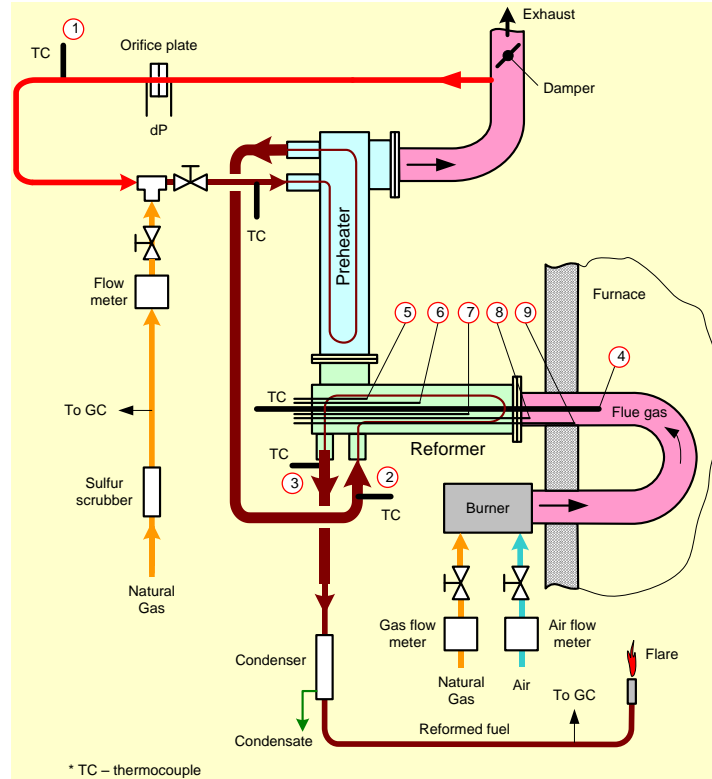 1
Exhaust
TC
Orifice plate
Damper
dP
TC
Preheater
Flow
meter
Furnace
5
6
7
8
9
4
TC
To GC
Flue gas
Reformer
TC
3
2
Sulfur
scrubber
Burner
TC
Natural
Gas
Gas flow
meter
Air flow
meter
Condenser
Flare
Natural
Gas
Air
To GC
Reformed fuel
Condensate
* TC – thermocouple